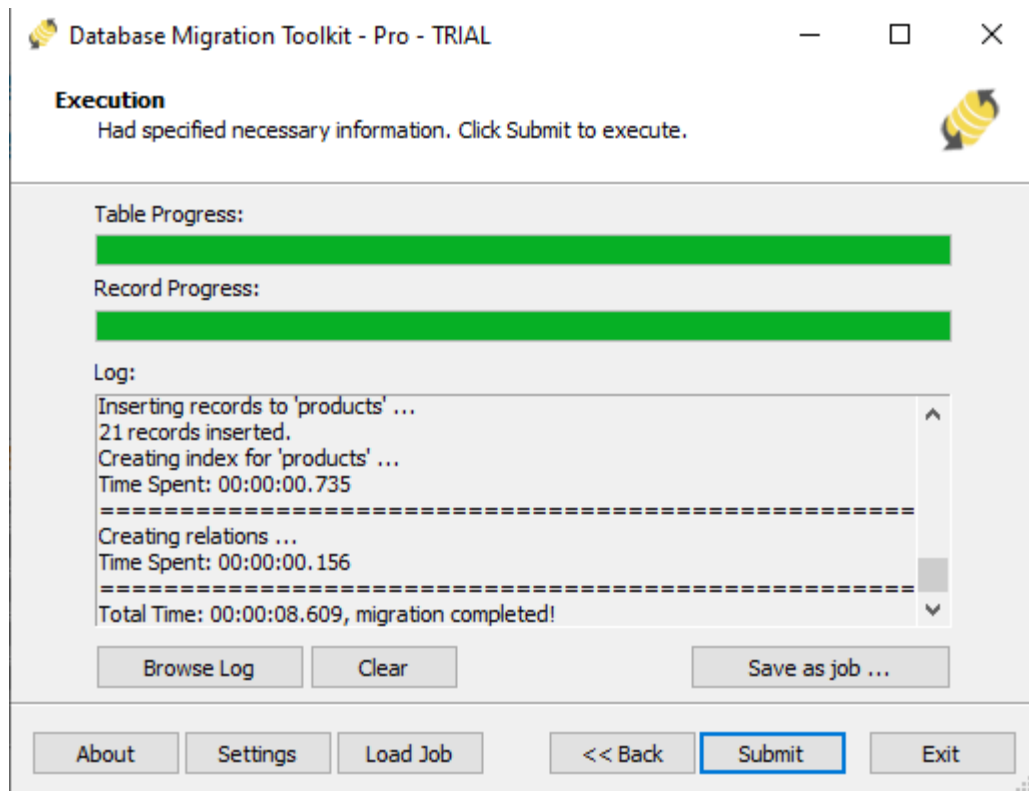 Database Migration Toolkit - Pro - TRIAL
Execution
Had specified necessary information. Click Submit to execute.
Table Progress:
Record Progress:
Log:
Inserting records to 'products' ...
21 records inserted.
Creating index for 'products' ...
Time Spent: 00:00:00.735
===================================================
Creating relations ...
Time Spent: 00:00:00.156
===================================================
Total Time: 00:00:08.609, migration completed!
Browse Log Clear Save as job ...
About Settings Load Job << Back Submit Exit